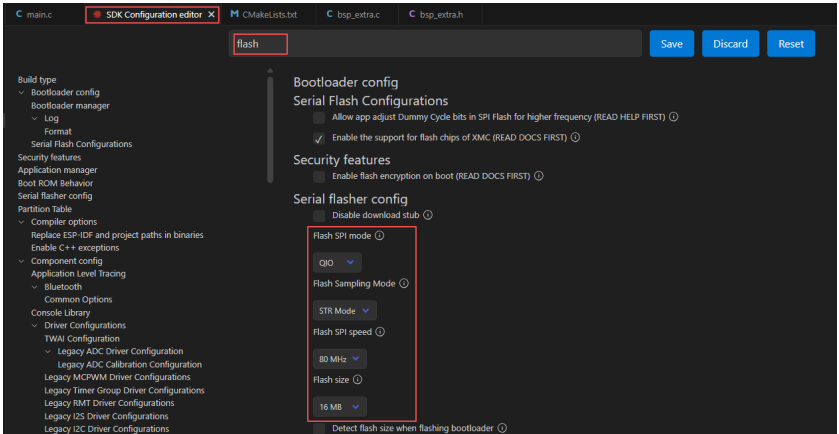 C main.c SDK Configuration editor X M CMakeLists.txt C bsp_extra.c C bsp_extra.h
flash Save Discard Reset
Build type
Bootloader config
Bootloader manager
Log
Format
Serial Flash Configurations
Security features
Application manager
Boot ROM Behavior
Serial flasher config
Partition Table
Compiler options
Replace ESP-IDF and project paths in binaries
Enable C++ exceptions
Component config
Application Level Tracing
Bluetooth
Common Options
Console Library
Driver Configurations
TWAI Configuration
Legacy ADC Driver Configuration
Legacy ADC Calibration Configuration
Legacy MCPWM Driver Configurations
Legacy Timer Group Driver Configurations
Legacy RMT Driver Configurations
Legacy I2S Driver Configurations
Legacy I2C Driver Configurations
Bootloader config
Serial Flash Configurations
Allow app adjust Dummy Cycle bits in SPI Flash for higher frequency (READ HELP FIRST)
Enable the support for flash chips of XMC (READ DOCS FIRST)
Security features
Enable flash encryption on boot (READ DOCS FIRST)
Serial flasher config
Disable download stub
Flash SPI mode
QIO
Flash Sampling Mode
STR Mode
Flash SPI speed
80 MHz
Flash size
16 MB
Detect flash size when flashing bootloader